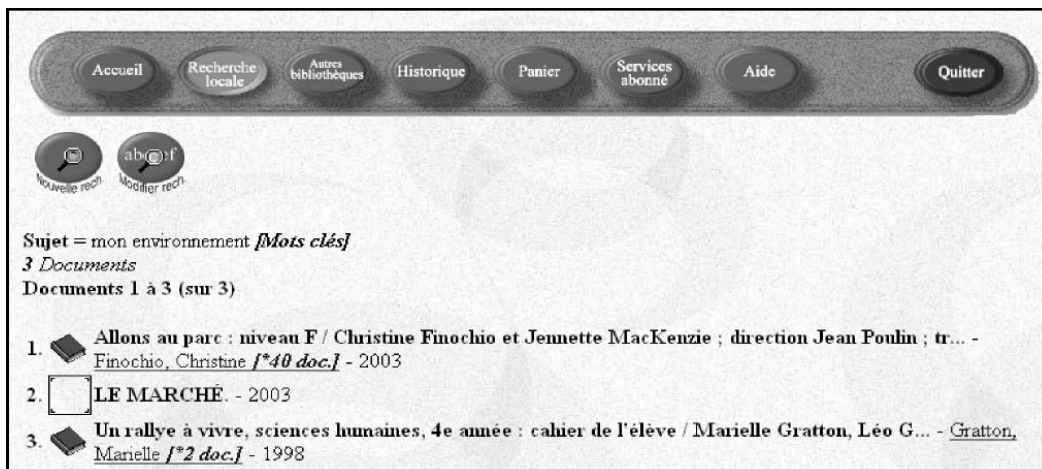 Accueil
Recherche
locale
Autres
bibliothèques
Historique
Panier
Services
abonné
Aide
Quitter
Nouvelle rech.
Modifier rech.
Sujet = mon environnement [Mots clés]
3 Documents
Documents 1 à 3 (sur 3)
1. Allons au parc : niveau F / Christine Finochio et Jennette MacKenzie ; direction Jean Poulin ; tr... -
Finochio, Christine [*40 doc.] - 2003
2. LE MARCHÉ. - 2003
3. Un rallye à vivre, sciences humaines, 4e année : cahier de l'élève / Marielle Gratton, Léo G... - Gratton,
Marielle [*2 doc.] - 1998